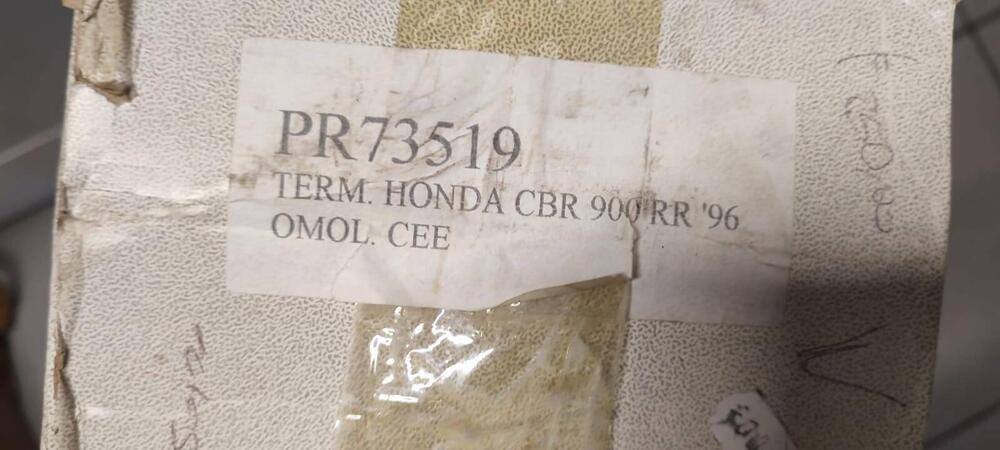 PR73519
TERM. HONDA CBR 900 RR '96
OMOL. CEE